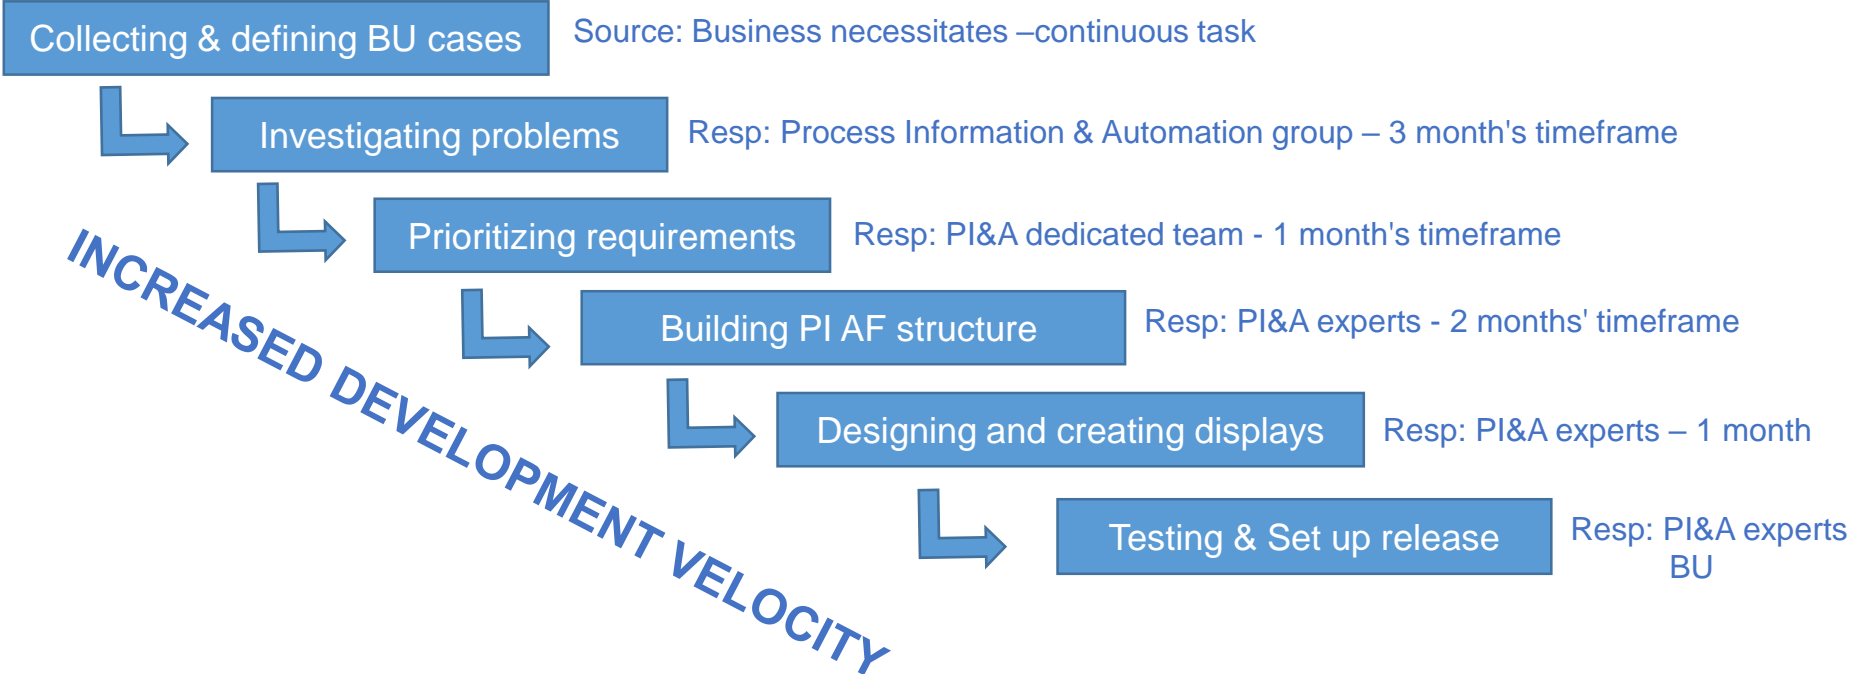 Collecting & defining BU cases
Source: Business necessitates –continuous task
Investigating problems
Resp: Process Information & Automation group – 3 month's timeframe
Prioritizing requirements
Resp: PI&A dedicated team - 1 month's timeframe
Building PI AF structure
Resp: PI&A experts - 2 months' timeframe
Designing and creating displays
Resp: PI&A experts – 1 month
Testing & Set up release
Resp: PI&A experts
BU
INCREASED DEVELOPMENT VELOCITY